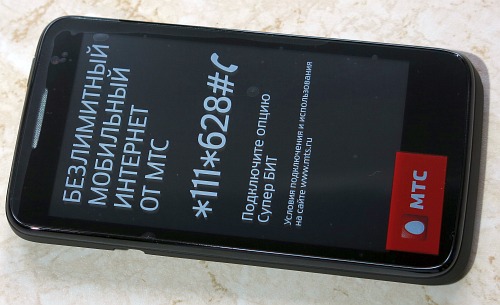 БЕЗЛИМИТНЫЙ
МОБИЛЬНЫЙ
ИНТЕРНЕТ
ОТ МТС
*111*628#
Подключите опцию
Супер БИТ
Условия подключения и использования
на сайте www.mts.ru
МТС